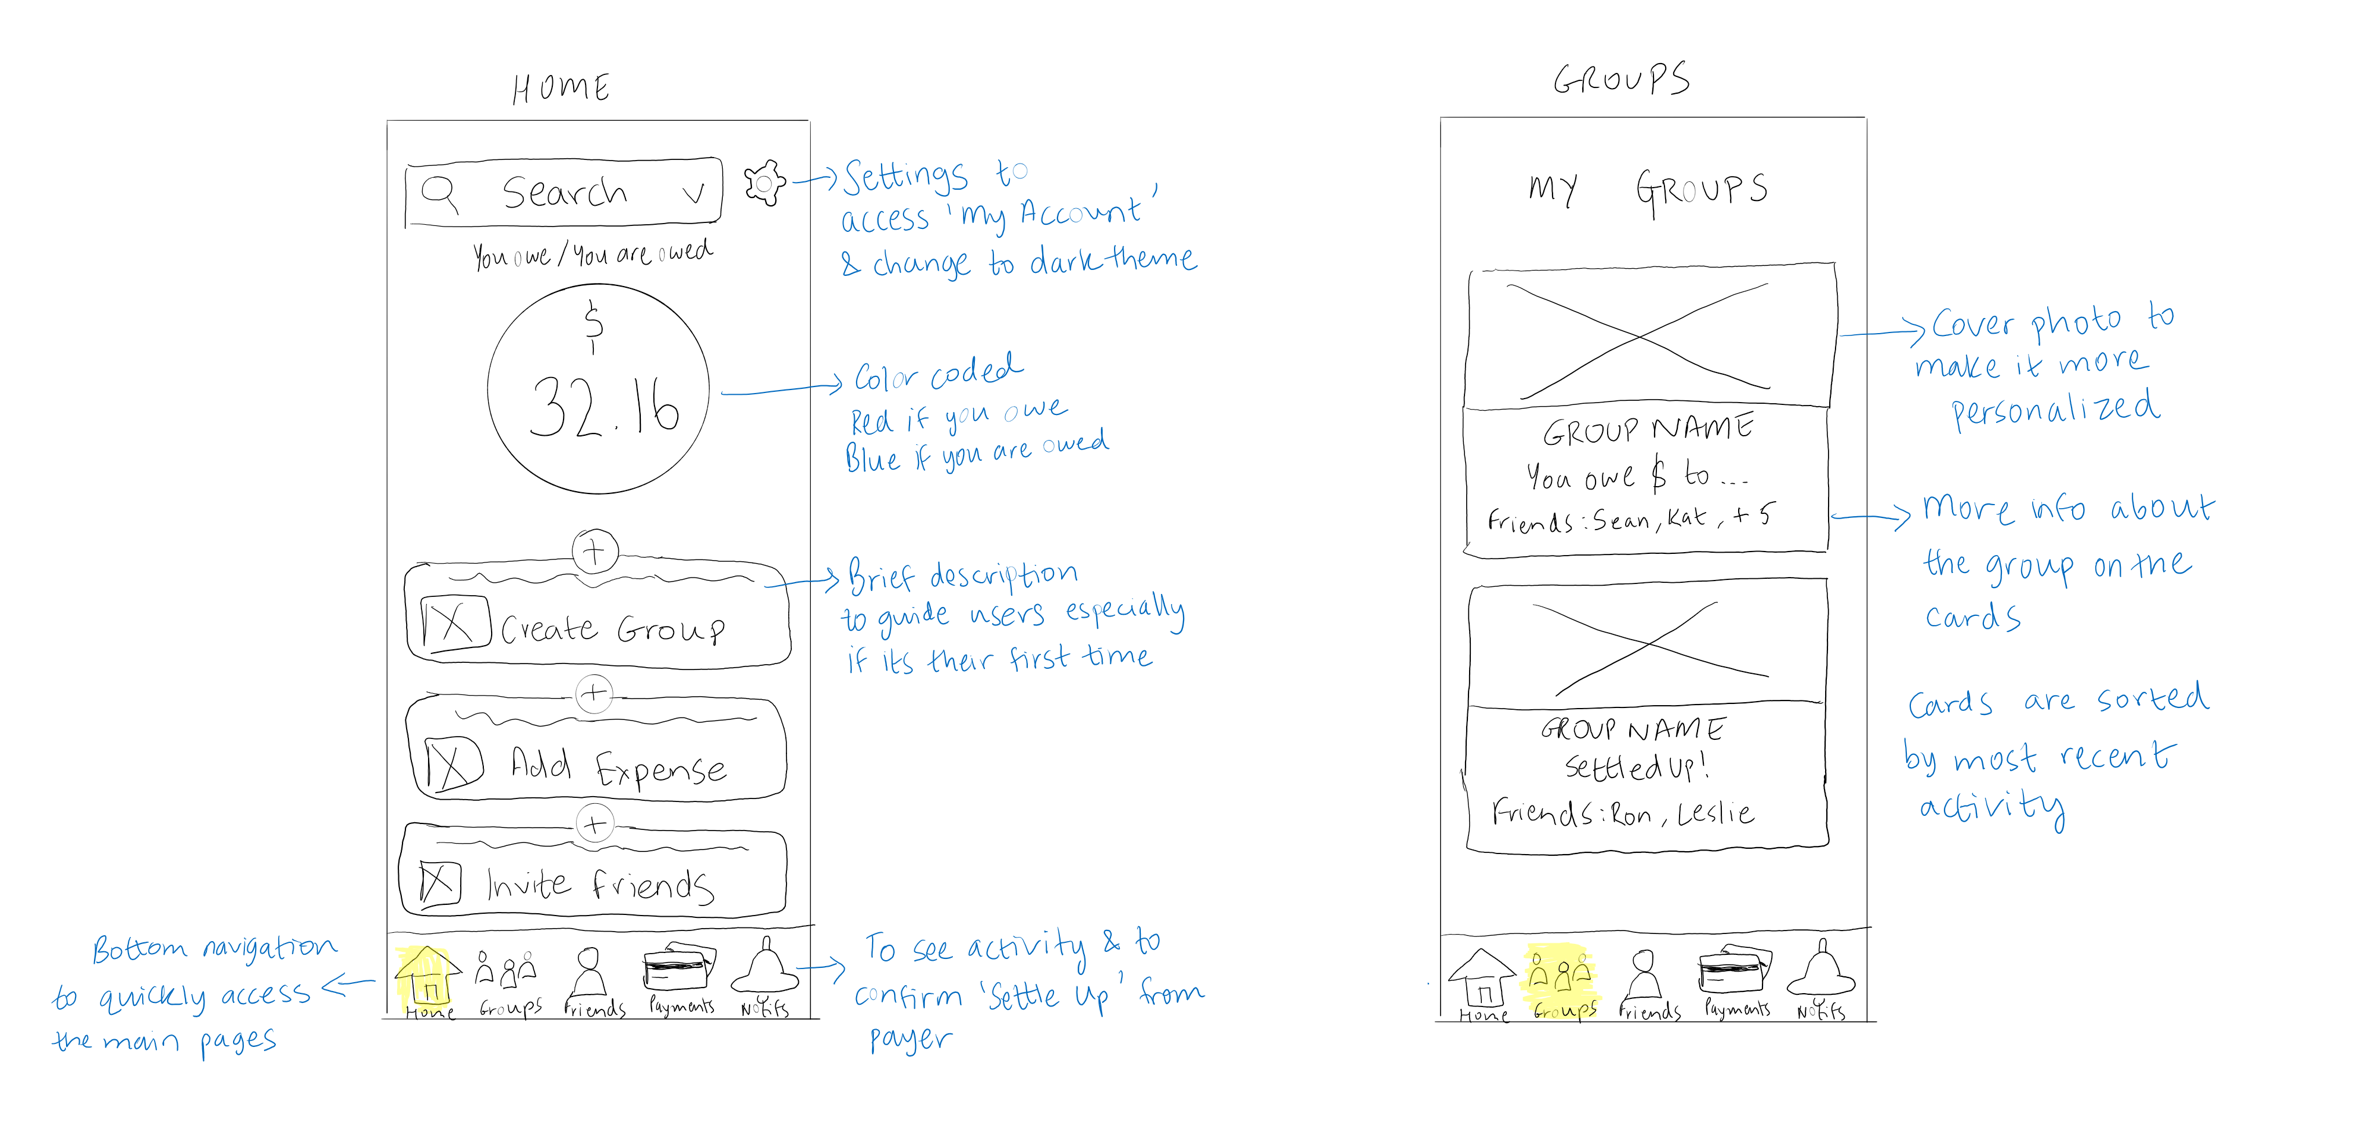 HOME
Search
You owe / You are owed
$
32.16
Create Group
Add Expense
Invite friends
Home Groups Friends Payments Notifs
Settings to
access 'my Account'
& change to dark theme
Color coded
Red if you owe
Blue if you are owed
Brief description
to guide users especially
if its their first time
Bottom navigation
to quickly access
the main pages
To see activity & to
confirm 'Settle Up' from
payer
GROUPS
MY GROUPS
GROUP NAME
You owe $ to ...
Friends: Sean, Kat, + 5
GROUP NAME
Settled up!
Friends: Ron, Leslie
Home Groups Friends Payments Notifs
Cover photo to
make it more
personalized
More info about
the group on the
cards
Cards are sorted
by most recent
activity